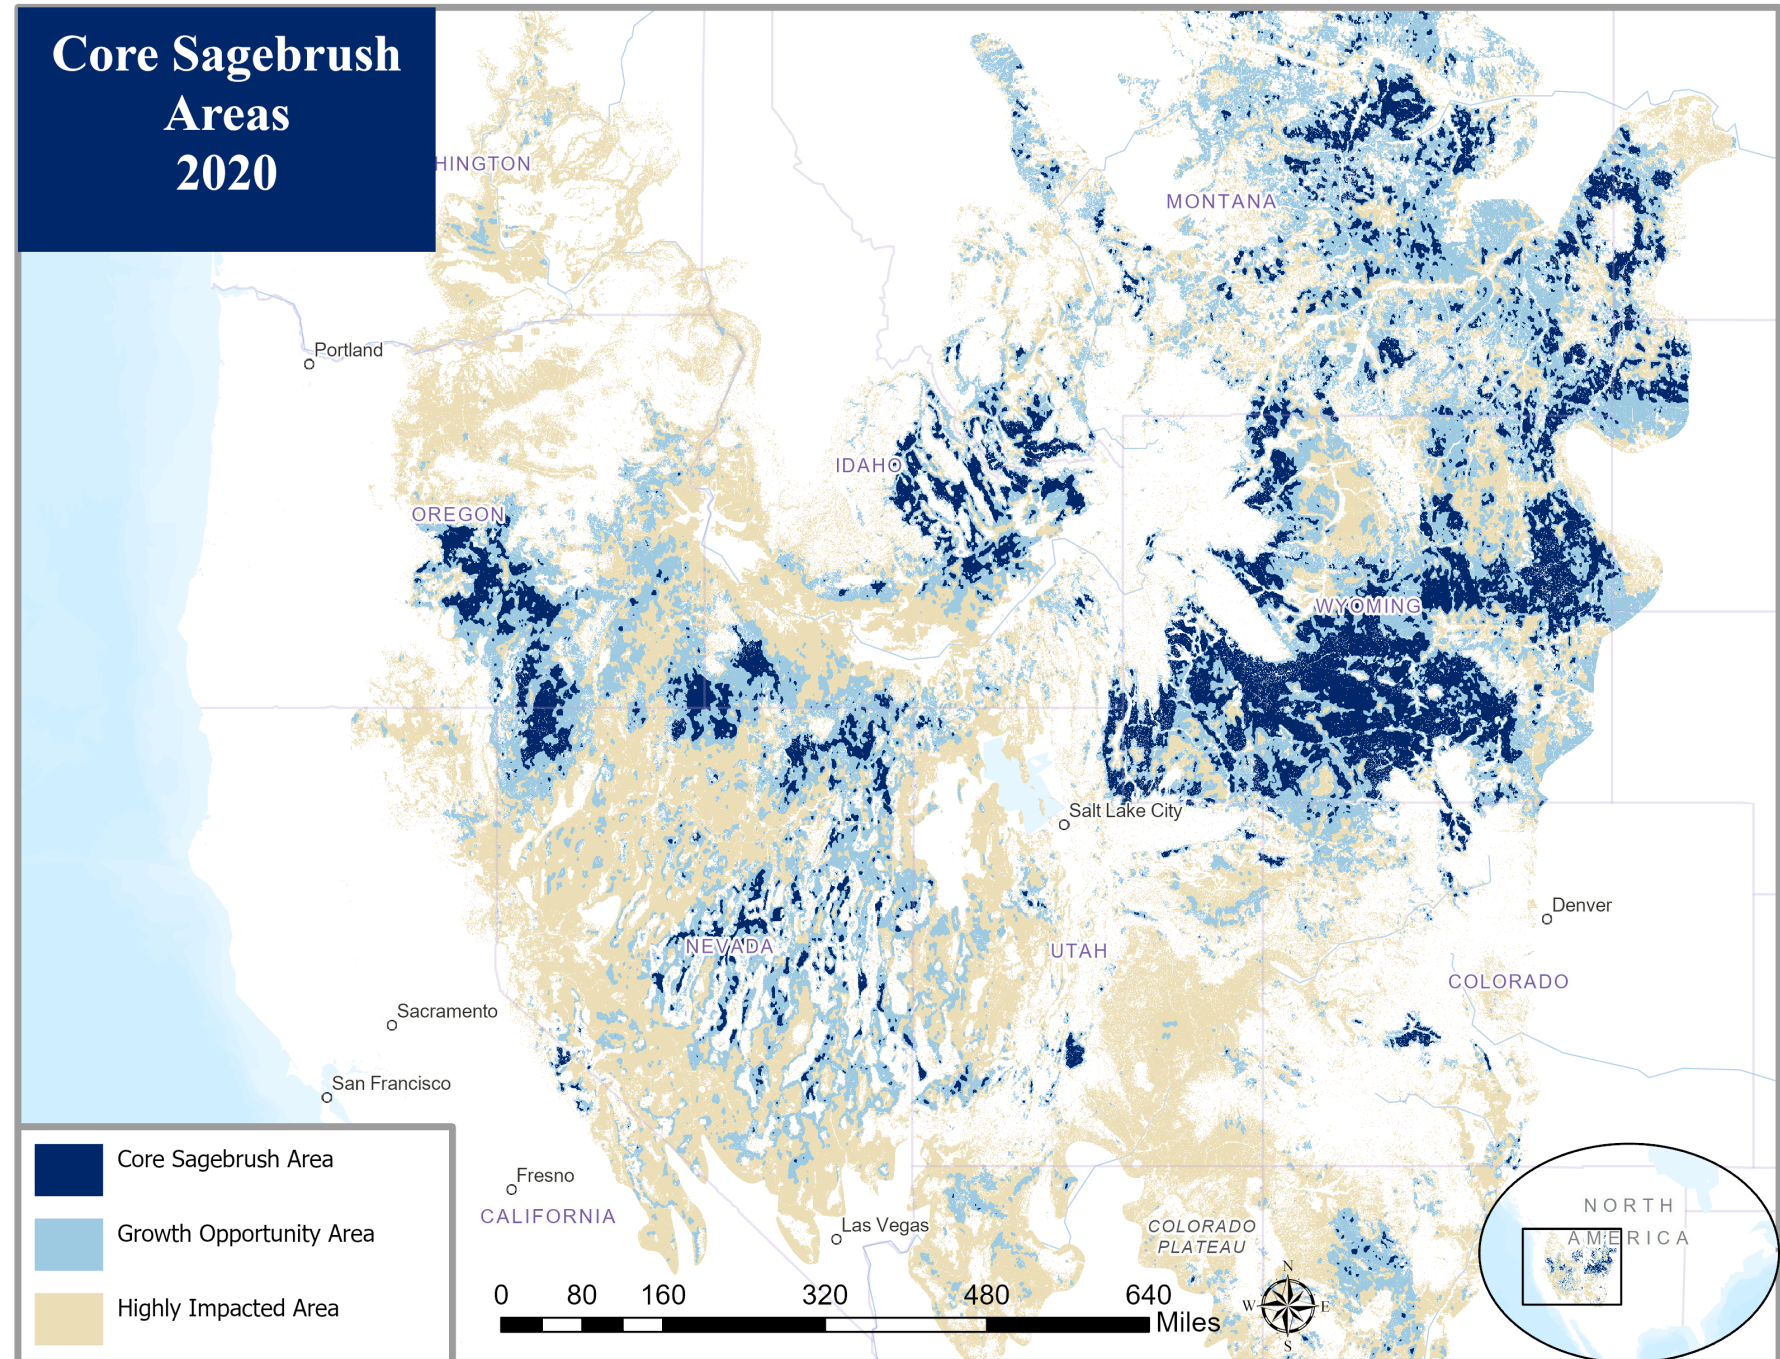 Core Sagebrush
Areas
2020
HINGTON
MONTANA
Portland
IDAHO
OREGON
WYOMING
Salt Lake City
Denver
NEVADA
UTAH
COLORADO
Sacramento
San Francisco
Fresno
CALIFORNIA
Las Vegas
COLORADO
PLATEAU
Core Sagebrush Area
Growth Opportunity Area
Highly Impacted Area
0 80 160 320 480 640
Miles
N
W E
S
NORTH
AMERICA